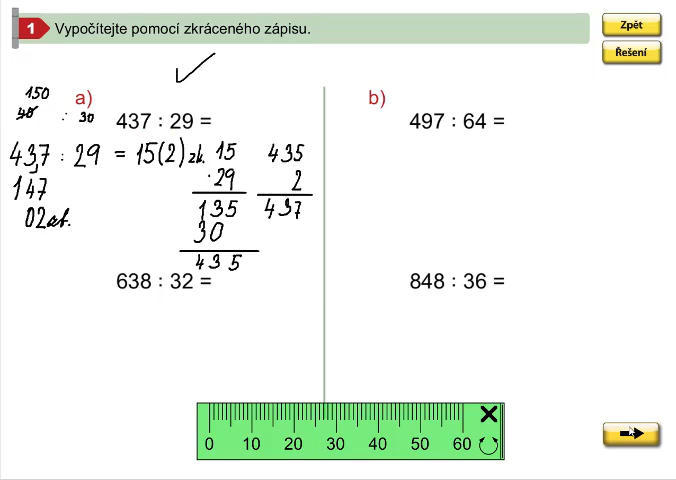 1 Vypočítejte pomocí zkráceného zápisu.
Zpět
Řešení
a)
150
40 : 30
437 : 29 =
437 : 29 = 15(2) zk. 15 435
147 ·29 2
02zb. 135 437
30
435
638 : 32 =
b)
497 : 64 =
848 : 36 =
0 10 20 30 40 50 60